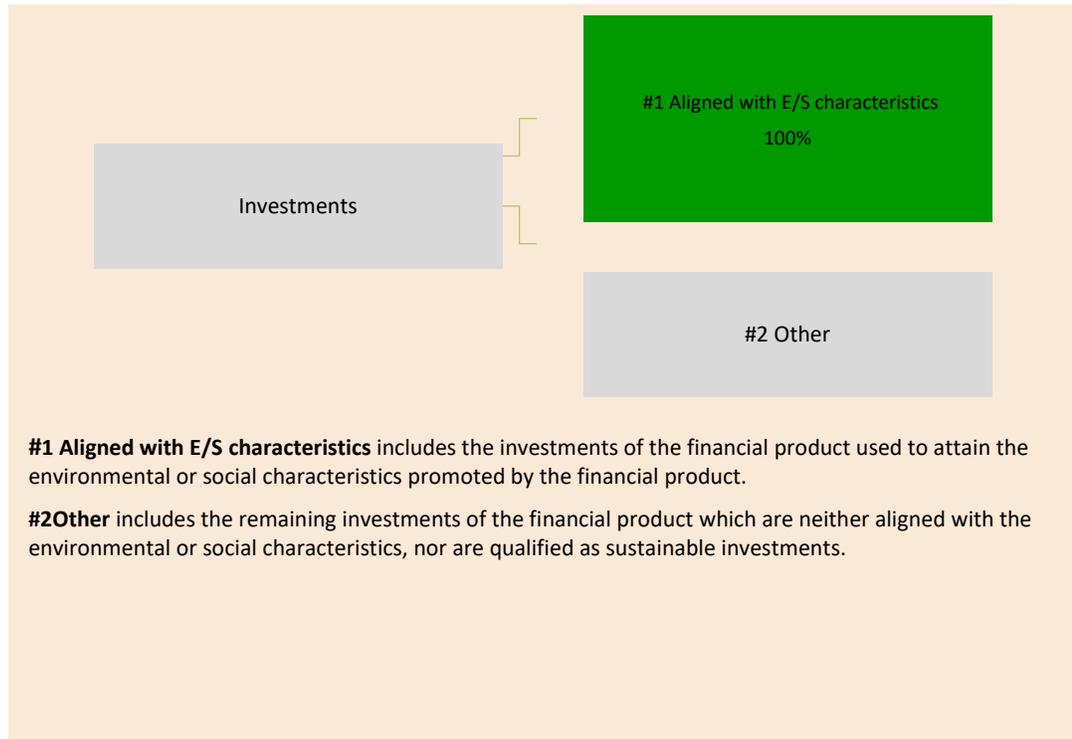 #1 Aligned with E/S characteristics
100%
Investments
#2 Other
#1 Aligned with E/S characteristics includes the investments of the financial product used to attain the
environmental or social characteristics promoted by the financial product.
#2Other includes the remaining investments of the financial product which are neither aligned with the
environmental or social characteristics, nor are qualified as sustainable investments.